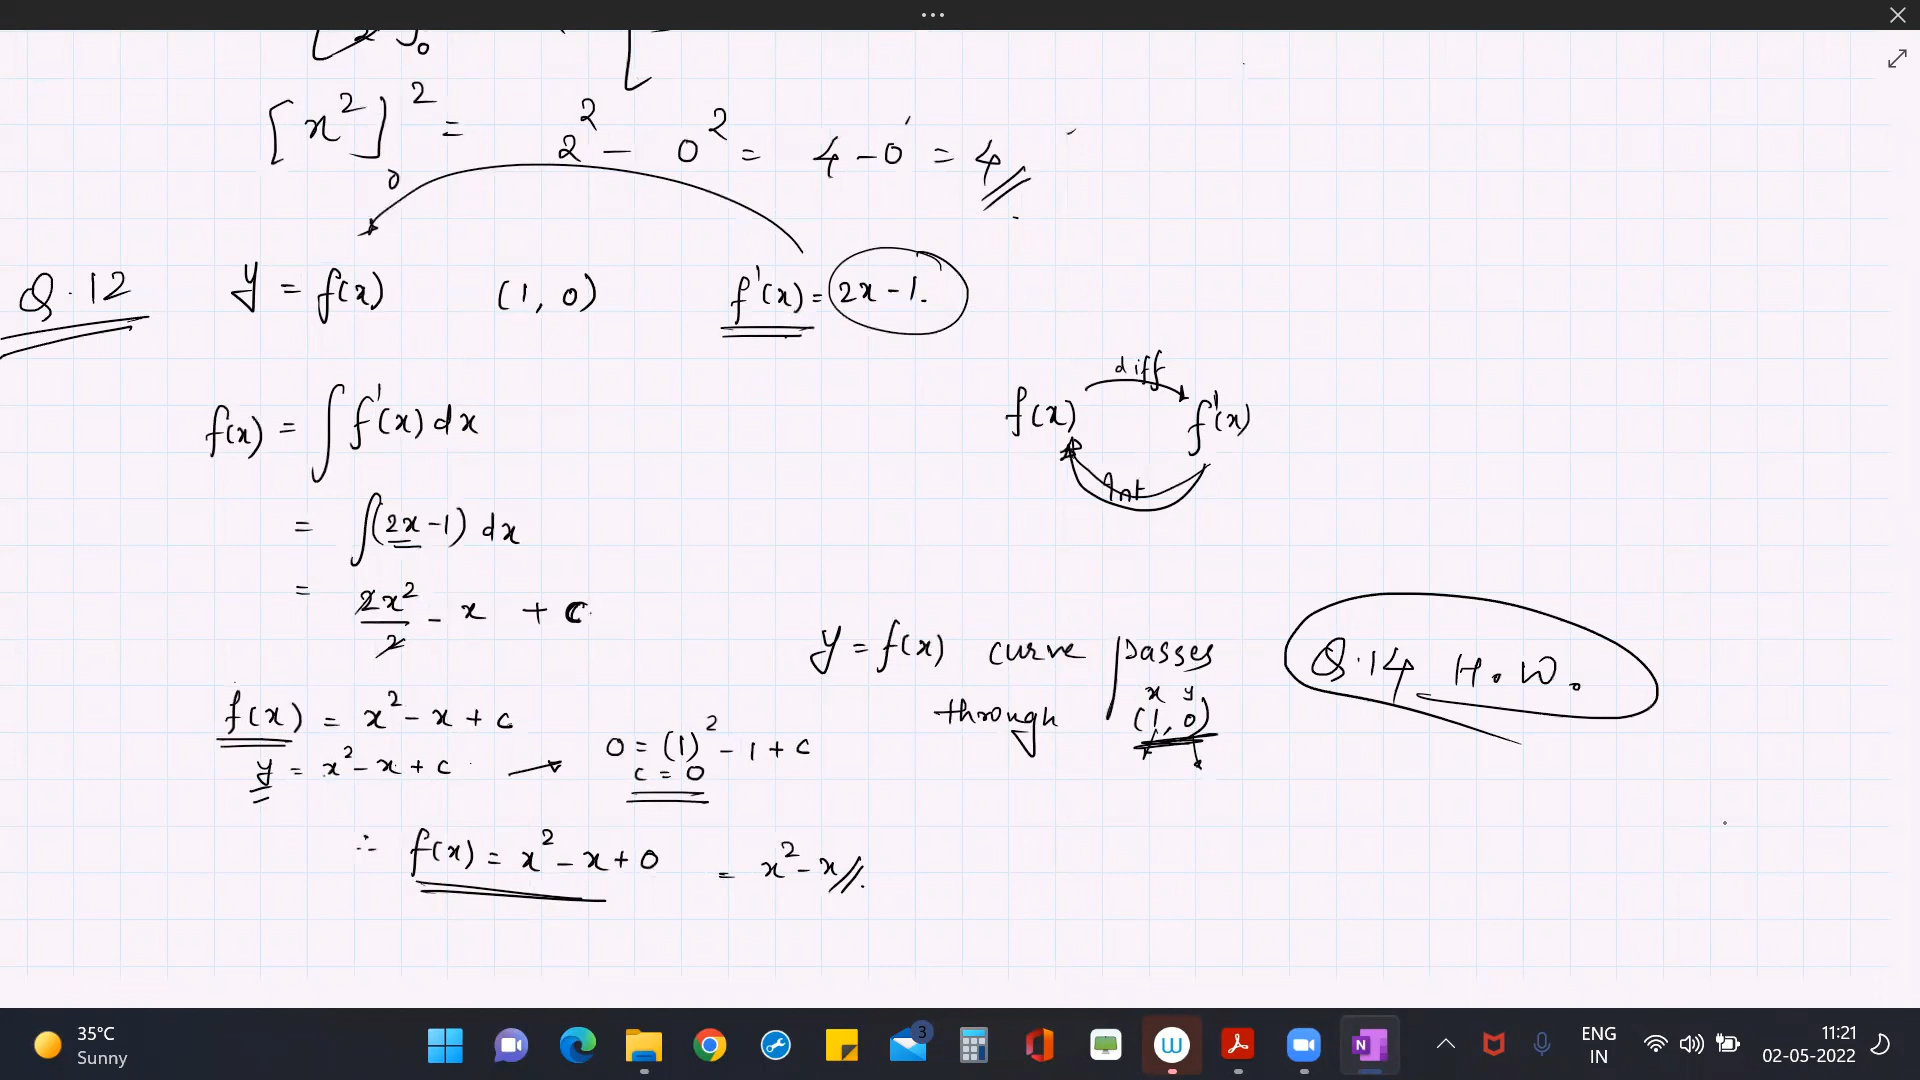 [x²]₀² = 2² - 0² = 4 - 0 = 4
Q.12 y = f(x) (1, 0) f'(x) = 2x - 1.
diff
f(x) f'(x)
Int
f(x) = ∫ f'(x) dx
= ∫(2x - 1) dx
= 2x²/2 - x + c
y = f(x) curve passes
through (1, 0)
x y
Q.14 H.W.
f(x) = x² - x + c
y = x² - x + c → 0 = (1)² - 1 + c
c = 0
∴ f(x) = x² - x + 0 = x² - x
35°C
Sunny
3
ENG
IN
11:21
02-05-2022